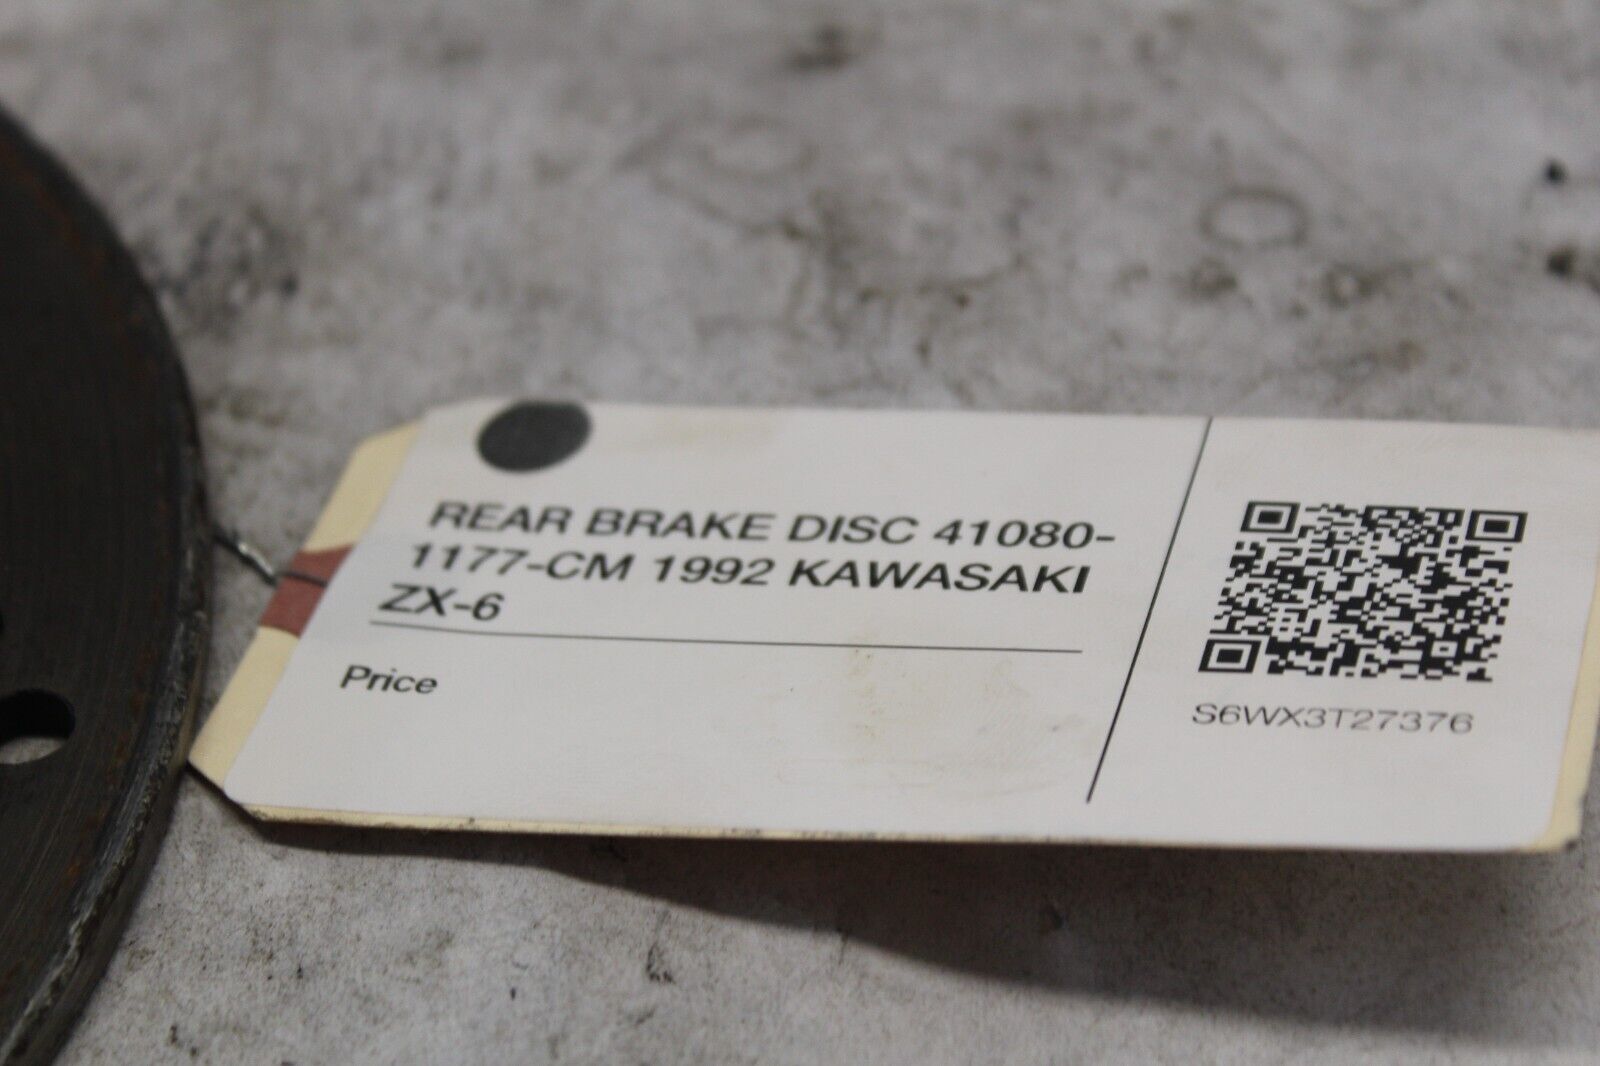 REAR BRAKE DISC 41080-
1177-CM 1992 KAWASAKI
ZX-6
Price
S6WX3T27376